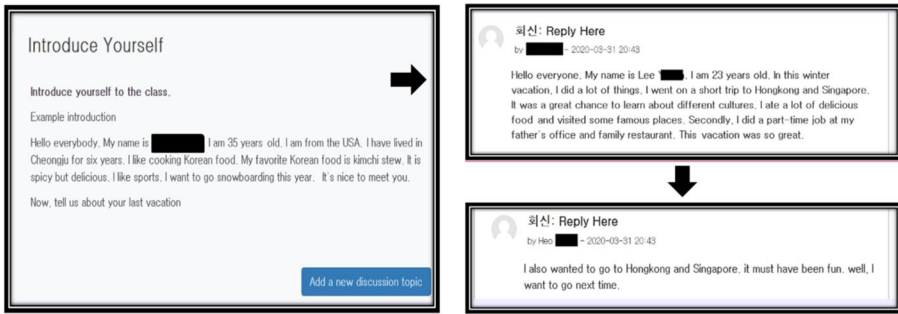 Introduce Yourself
Introduce yourself to the class.
Example introduction
Hello everybody. My name is I am 35 years old. I am from the USA. I have lived in
Cheongju for six years. I like cooking Korean food. My favorite Korean food is kimchi stew. It is
spicy but delicious. I like sports. I want to go snowboarding this year. It's nice to meet you.
Now, tell us about your last vacation
Add a new discussion topic
회신: Reply Here
by - 2020-03-31 20:43
Hello everyone. My name is Lee I am 23 years old. In this winter
vacation, I did a lot of things. I went on a short trip to Hongkong and Singapore.
It was a great chance to learn about different cultures. I ate a lot of delicious
food and visited some famous places. Secondly, I did a part-time job at my
father's office and family restaurant. This vacation was so great.
회신: Reply Here
by Heo - 2020-03-31 20:43
I also wanted to go to Hongkong and Singapore. it must have been fun. well, I
want to go next time.